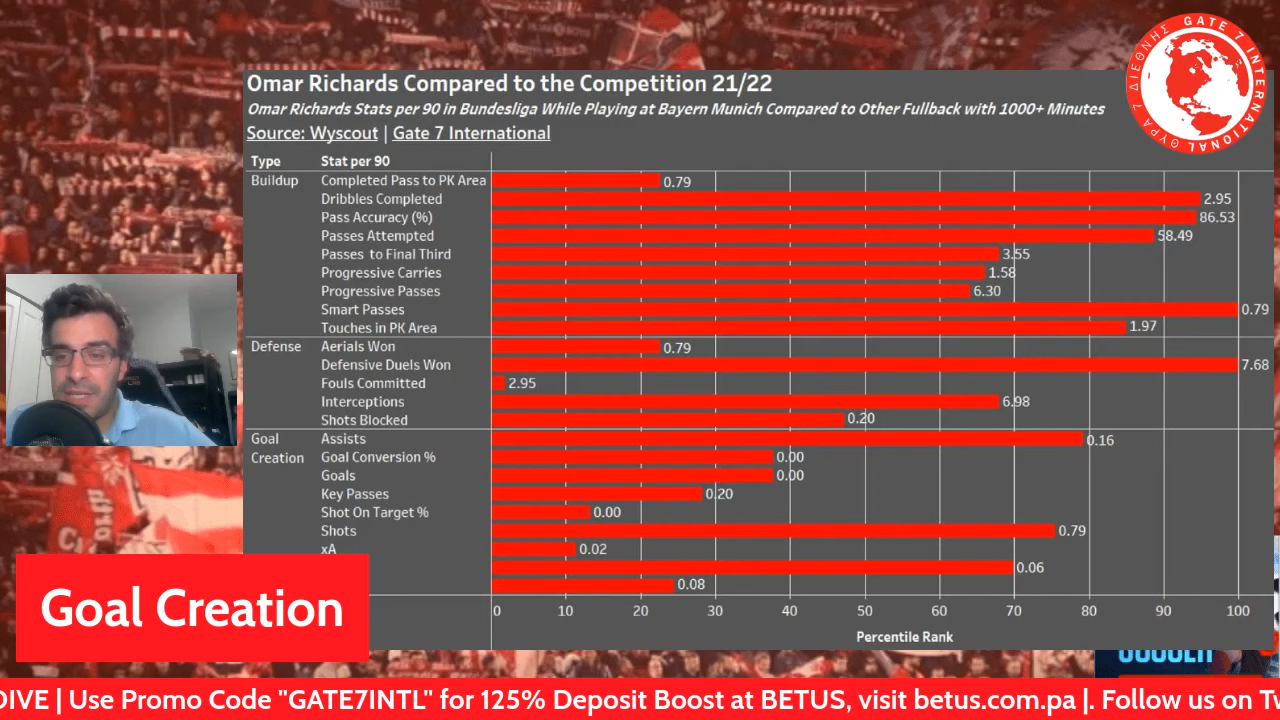 ΘΥΡΑ 7 ΔΙΕΘΝΗΣ GATE 7 INTERNATIONAL
Omar Richards Compared to the Competition 21/22
Omar Richards Stats per 90 in Bundesliga While Playing at Bayern Munich Compared to Other Fullback with 1000+ Minutes
Source: Wyscout | Gate 7 International
Type Stat per 90
Buildup Completed Pass to PK Area 0.79
Dribbles Completed 2.95
Pass Accuracy (%) 86.53
Passes Attempted 58.49
Passes to Final Third 3.55
Progressive Carries 1.58
Progressive Passes 6.30
Smart Passes 0.79
Touches in PK Area 1.97
Defense Aerials Won 0.79
Defensive Duels Won 7.68
Fouls Committed 2.95
Interceptions 6.98
Shots Blocked 0.20
Goal Assists 0.16
Creation Goal Conversion % 0.00
Goals 0.00
Key Passes 0.20
Shot On Target % 0.00
Shots 0.79
xA 0.02
0.06
0.08
0 10 20 30 40 50 60 70 80 90 100
Percentile Rank
Goal Creation
DIVE | Use Promo Code "GATE7INTL" for 125% Deposit Boost at BETUS, visit betus.com.pa |. Follow us on Tw